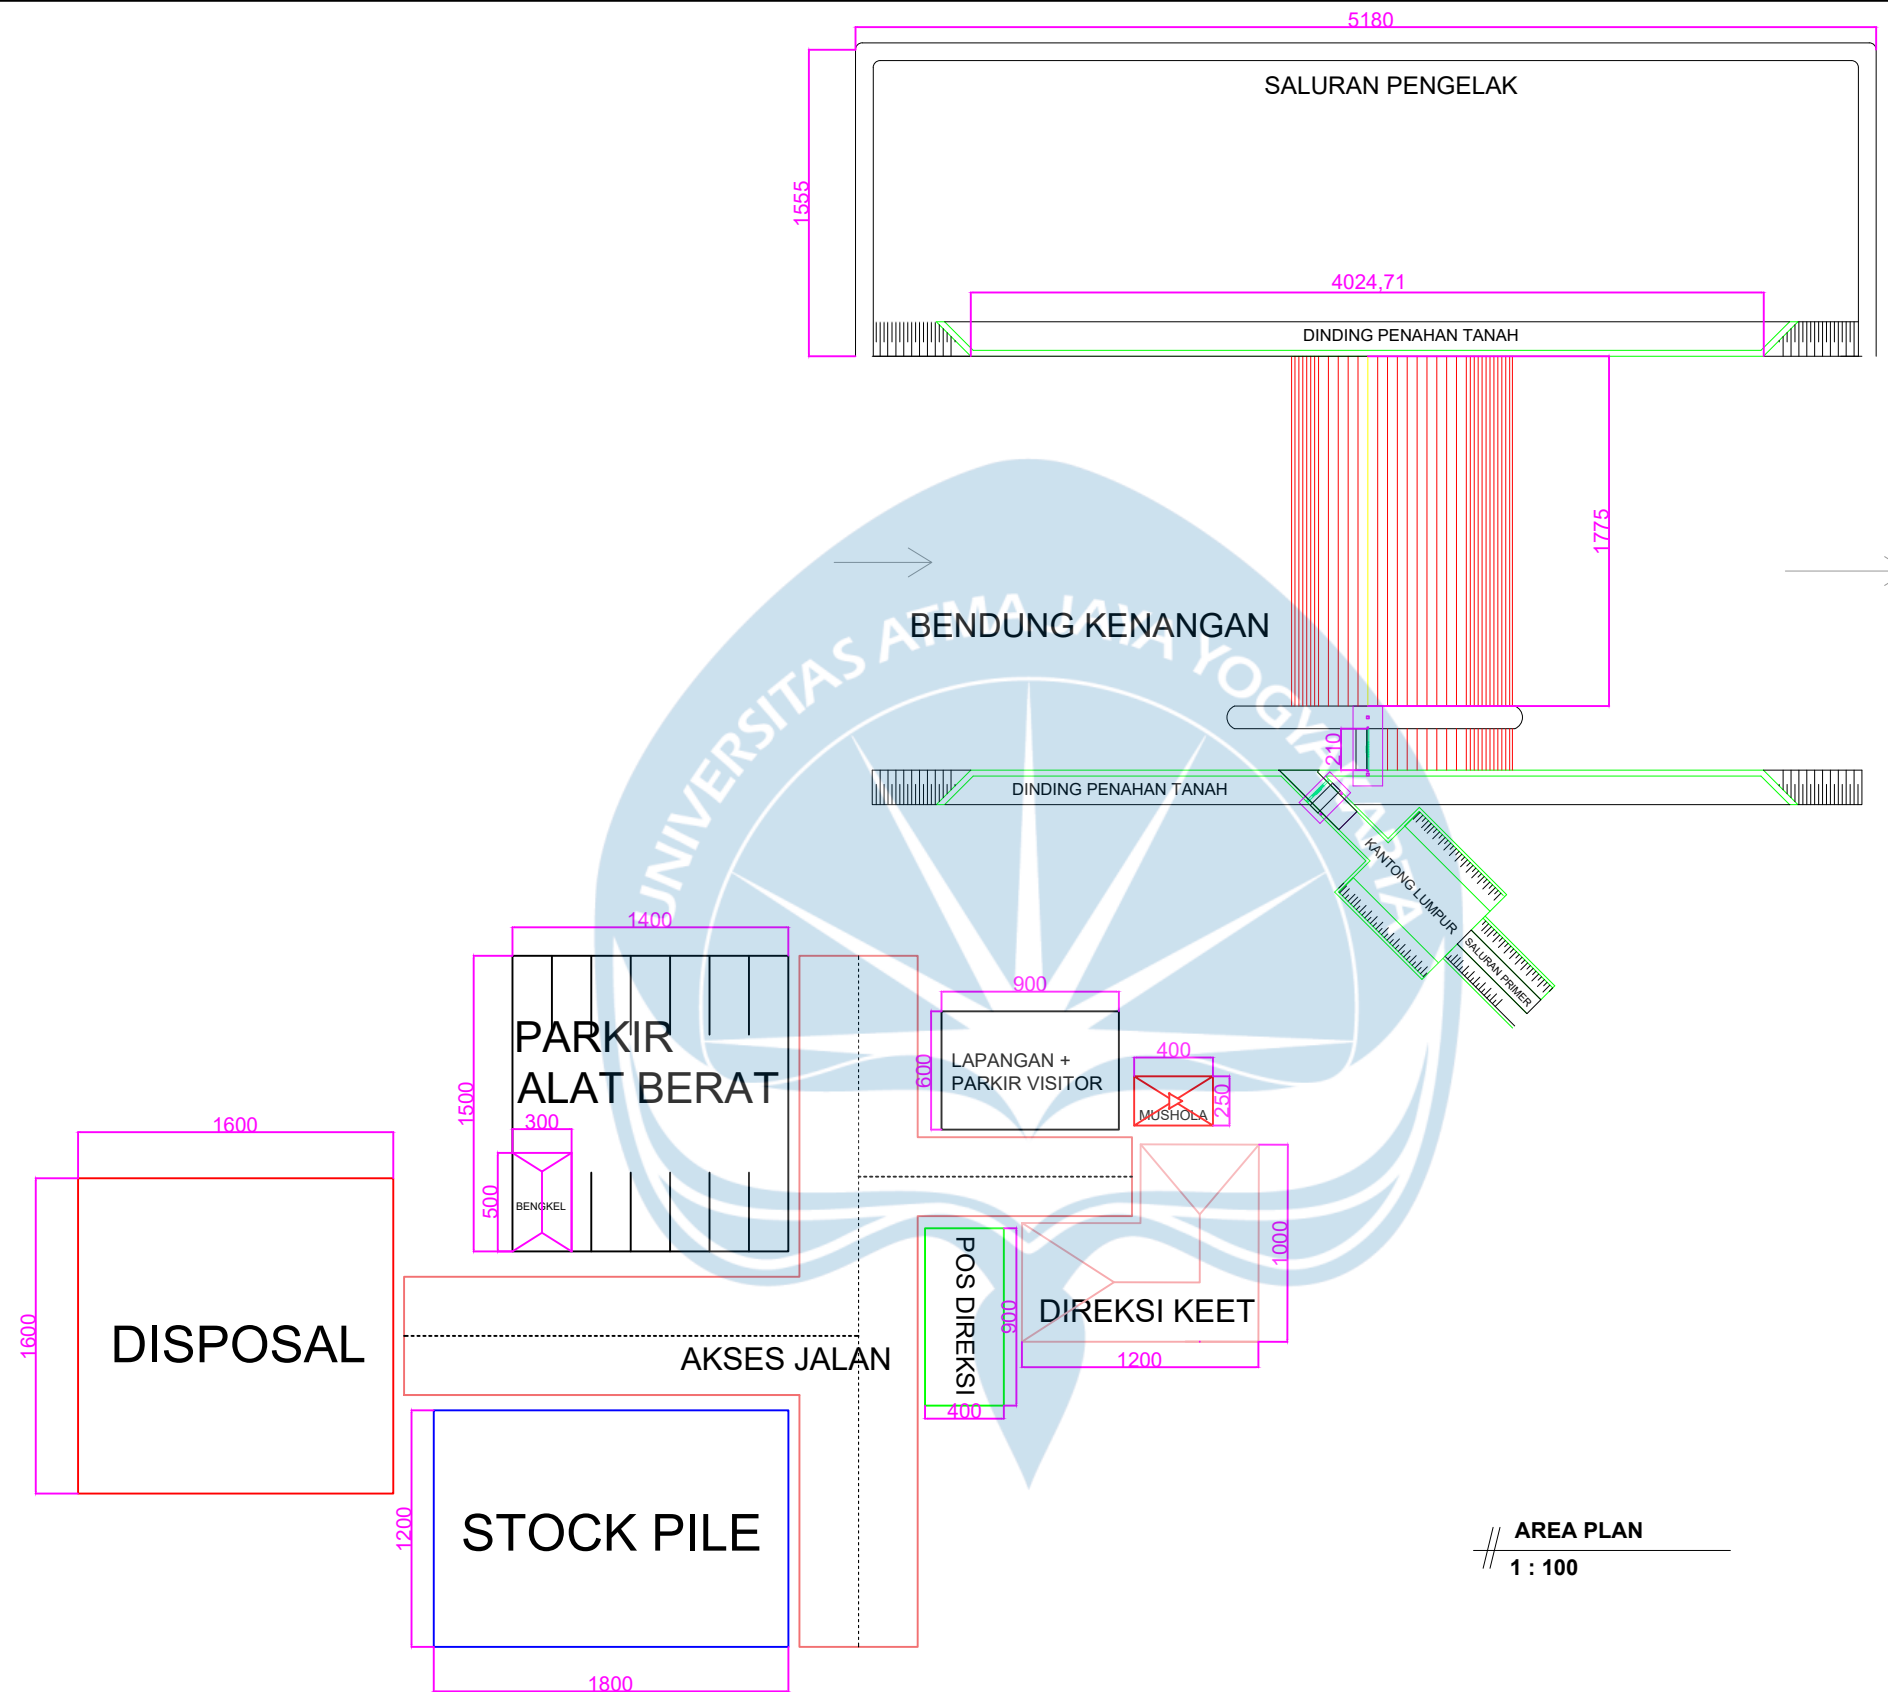 5180
SALURAN PENGELAK
1555
4024,71
DINDING PENAHAN TANAH
1775
BENDUNG KENANGAN
UNIVERSITAS ATMA JAYA YOGYAKARTA
210
DINDING PENAHAN TANAH
KANTONG LUMPUR
SALURAN PRIMER
1400
PARKIR
ALAT BERAT
1500
300
500
BENGKEL
900
600
LAPANGAN +
PARKIR VISITOR
400
250
MUSHOLA
1600
1600
DISPOSAL
AKSES JALAN
POS DIREKSI
900
400
DIREKSI KEET
1000
1200
STOCK PILE
1200
1800
AREA PLAN
1 : 100